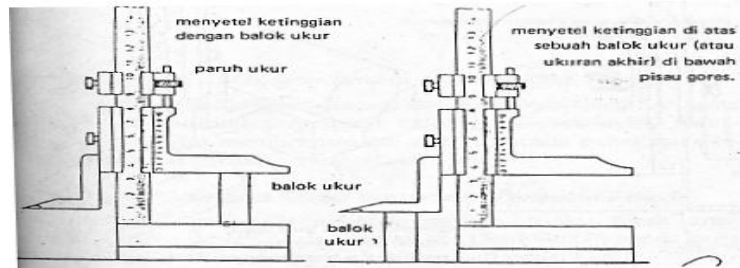 menyetel ketinggian
dengan balok ukur
paruh ukur
balok ukur
menyetel ketinggian di atas
sebuah balok ukur (atau
ukuran akhir) di bawah
pisau gores.
balok
ukur